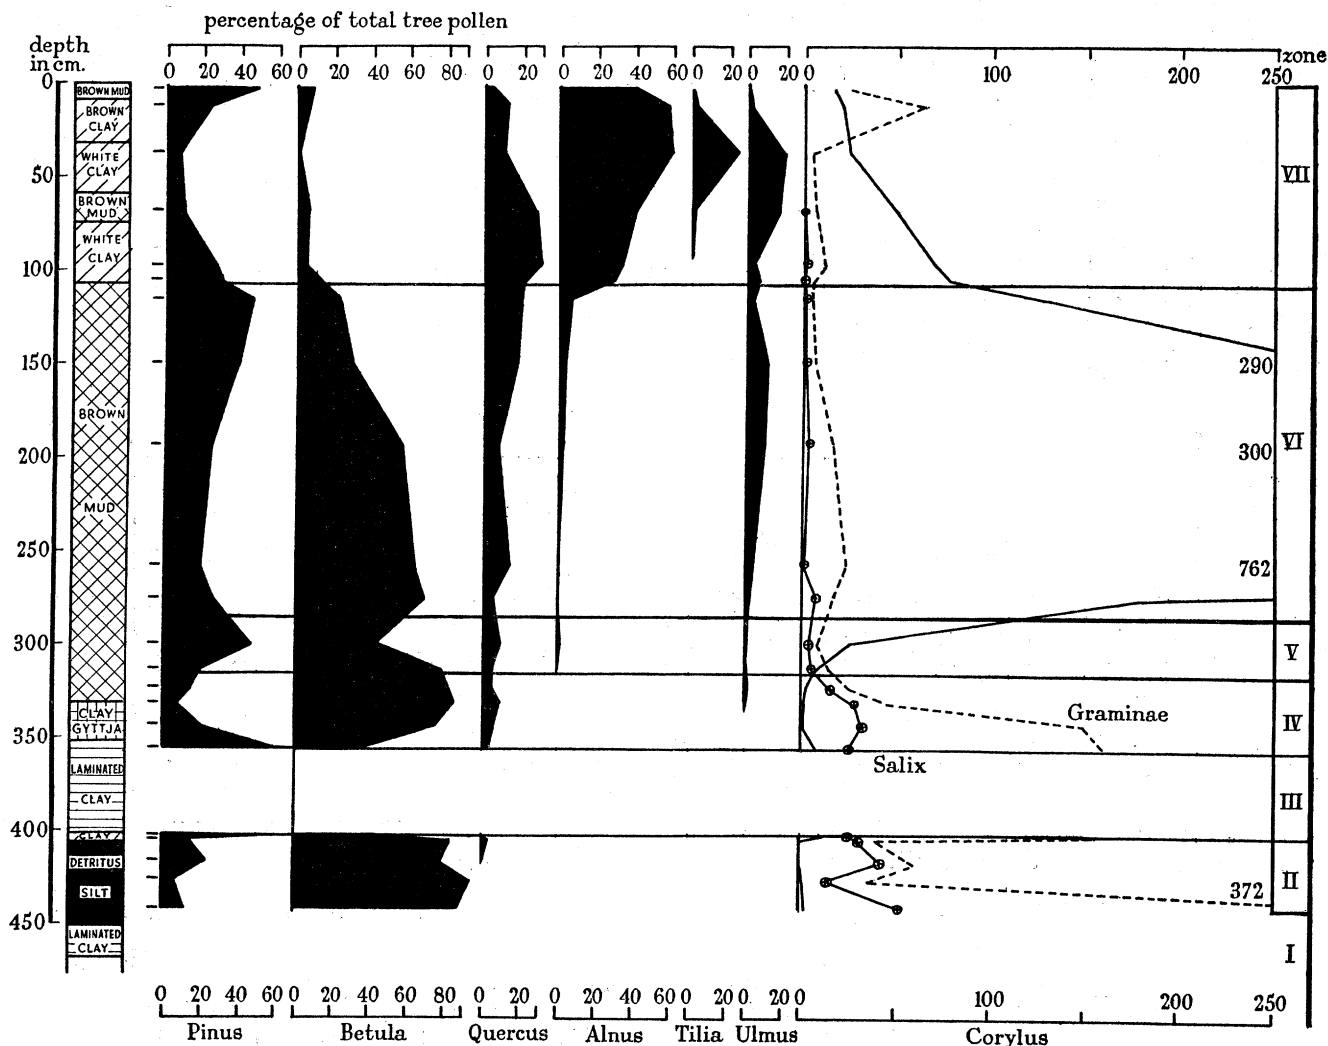 percentage of total tree pollen
depth
in cm.
zone
0 20 40 60 0 20 40 60 80 0 20 0 20 40 60 0 20 0 20 0 100 200 250
0
BROWN MUD
BROWN
CLAY
WHITE
CLAY
50
VII
BROWN
MUD
WHITE
CLAY
100
150
290
BROWN
200
300
VI
MUD
250
762
300
V
CLAY
GYTTJA
Graminae
IV
350
LAMINATED
Salix
CLAY
III
400
CLAY
DETRITUS
SILT
372
II
450
LAMINATED
CLAY
I
0 20 40 60 0 20 40 60 80 0 20 0 20 40 60 0 20 0 20 0 100 200 250
Pinus Betula Quercus Alnus Tilia Ulmus Corylus